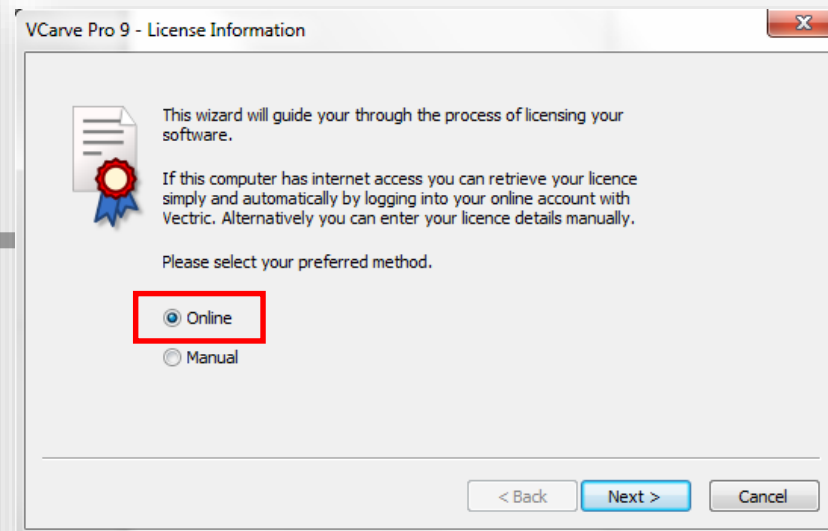 VCarve Pro 9 - License Information
This wizard will guide your through the process of licensing your
software.
If this computer has internet access you can retrieve your licence
simply and automatically by logging into your online account with
Vectric. Alternatively you can enter your licence details manually.
Please select your preferred method.
Online
Manual
< Back Next > Cancel